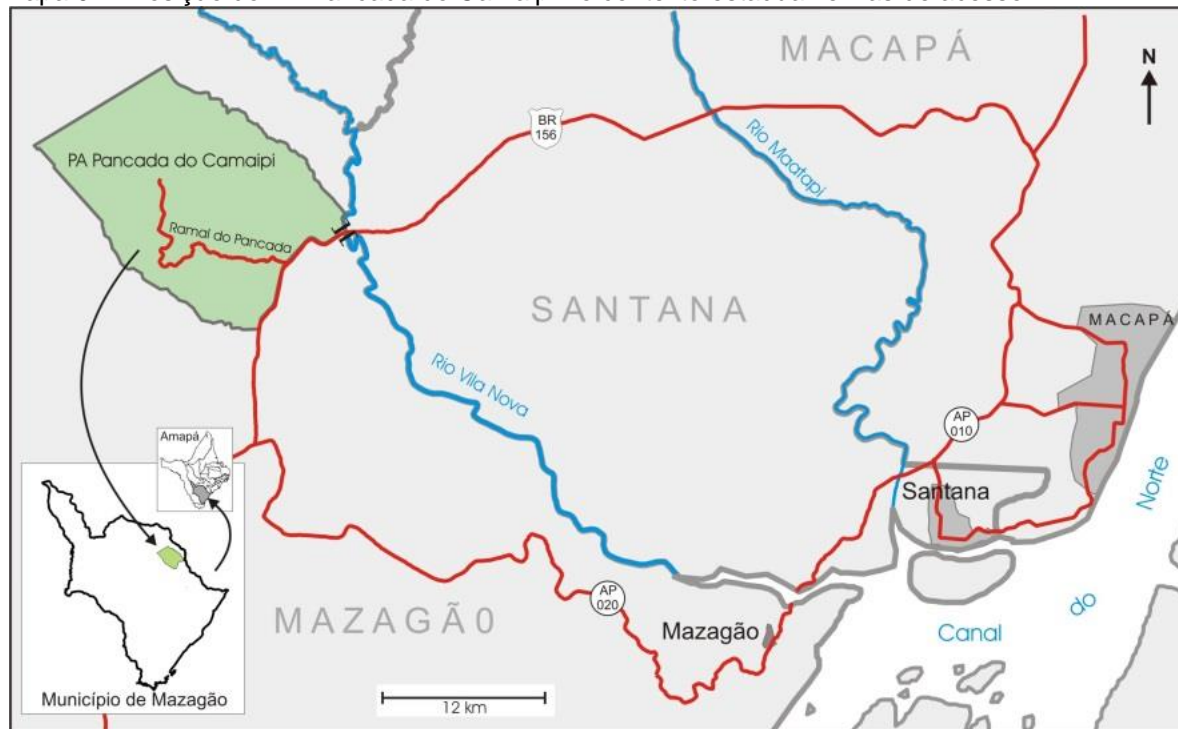 MACAPÁ
N
BR
156
Rio Maatapi
PA Pancada do Camaipi
Ramal do Pancada
SANTANA
MACAPÁ
Rio Vila Nova
AP
010
Amapá
Santana
Norte
do
Canal
AP
020
MAZAGÃO
Mazagão
12 km
Município de Mazagão